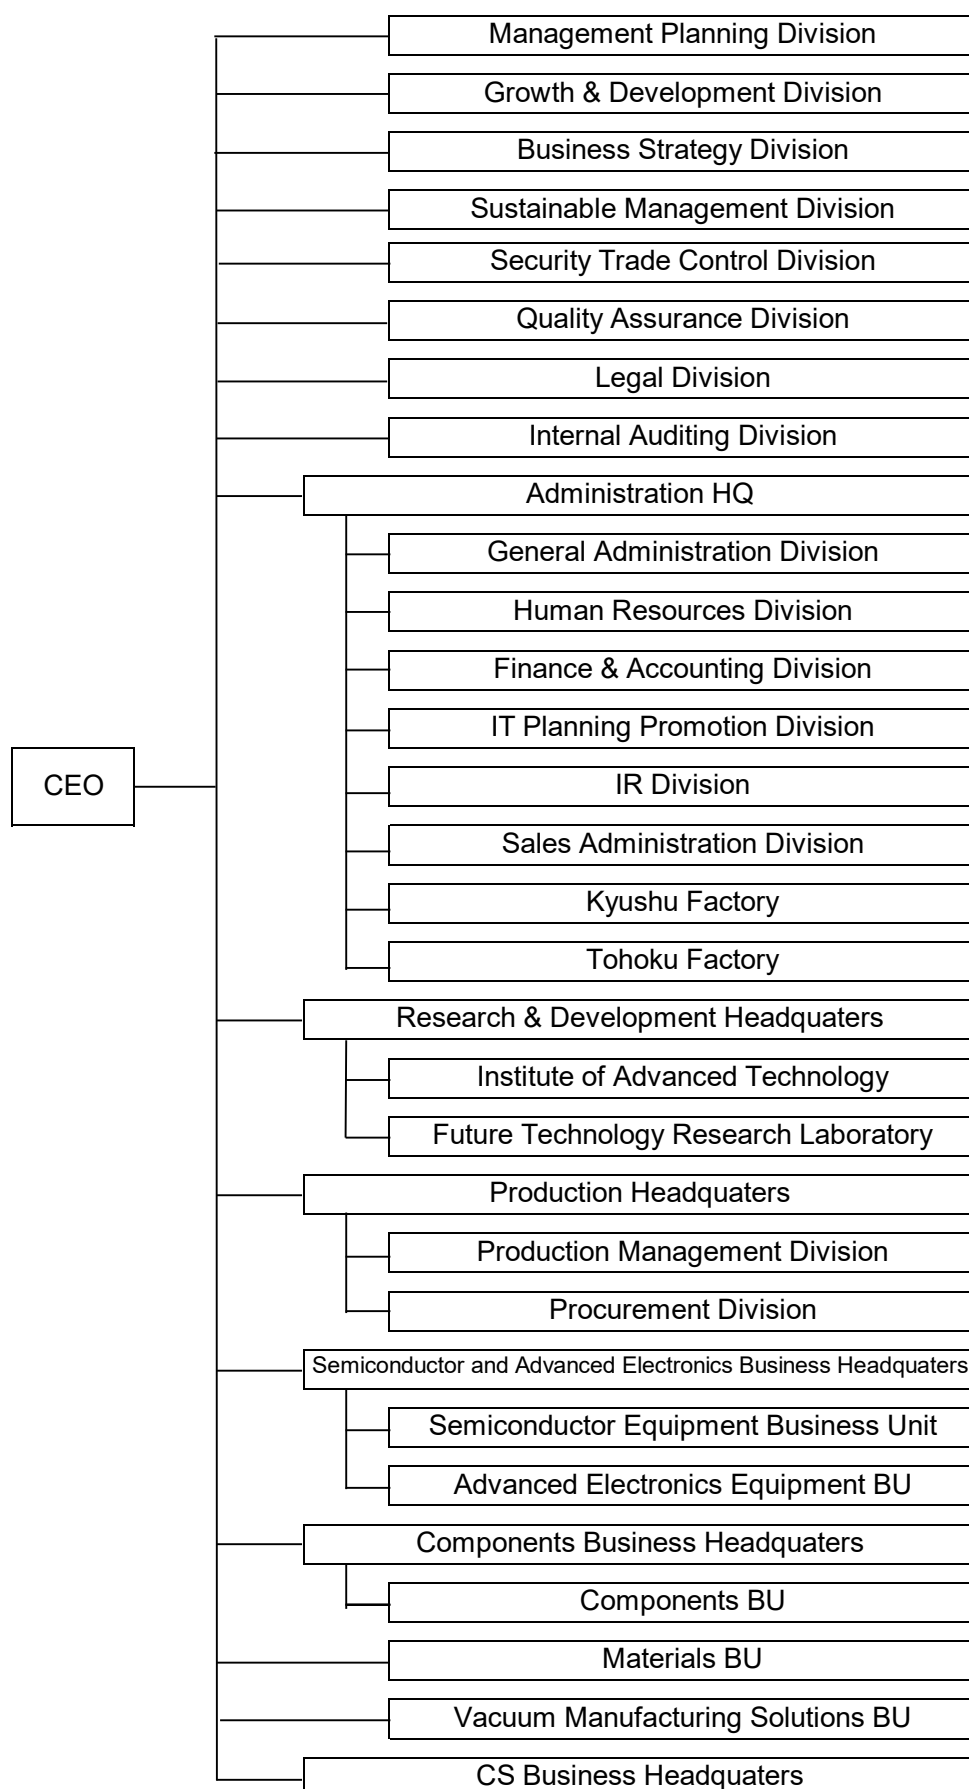 Management Planning Division
Growth & Development Division
Business Strategy Division
Sustainable Management Division
Security Trade Control Division
Quality Assurance Division
Legal Division
Internal Auditing Division
Administration HQ
General Administration Division
Human Resources Division
Finance & Accounting Division
IT Planning Promotion Division
CEO
IR Division
Sales Administration Division
Kyushu Factory
Tohoku Factory
Research & Development Headquaters
Institute of Advanced Technology
Future Technology Research Laboratory
Production Headquaters
Production Management Division
Procurement Division
Semiconductor and Advanced Electronics Business Headquaters
Semiconductor Equipment Business Unit
Advanced Electronics Equipment BU
Components Business Headquaters
Components BU
Materials BU
Vacuum Manufacturing Solutions BU
CS Business Headquaters